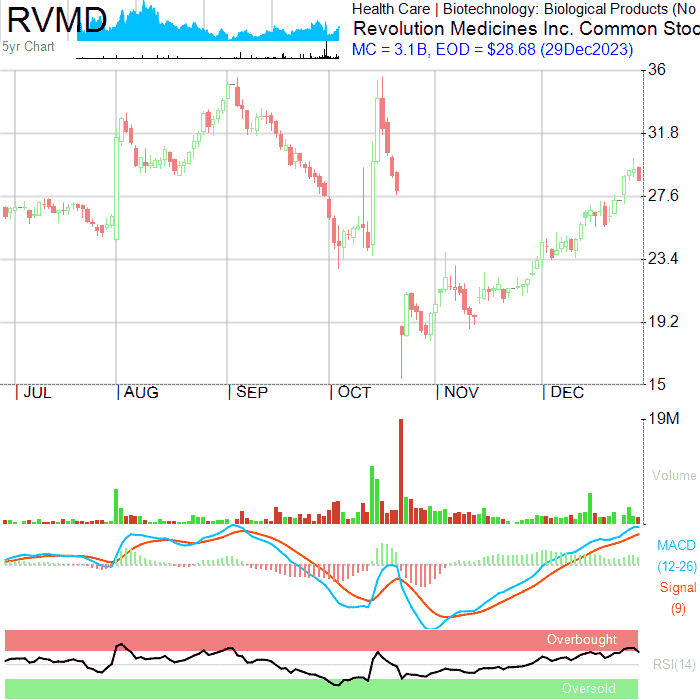 RVMD
5yr Chart
Health Care | Biotechnology: Biological Products (No
Revolution Medicines Inc. Common Stoc
MC = 3.1B, EOD = $28.68 (29Dec2023)
36
31.8
27.6
23.4
19.2
15
JUL AUG SEP OCT NOV DEC
19M
Volume
MACD
(12-26)
Signal
(9)
Overbought
RSI(14)
Oversold